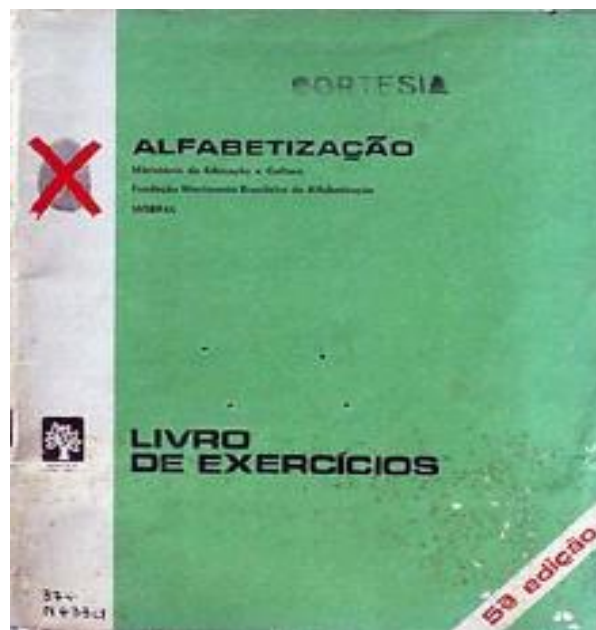 CORTESIA
ALFABETIZAÇÃO
Ministério da Educação e Cultura
Fundação Movimento Brasileiro de Alfabetização
MOBRAL
LIVRO
DE EXERCÍCIOS
5ª edição